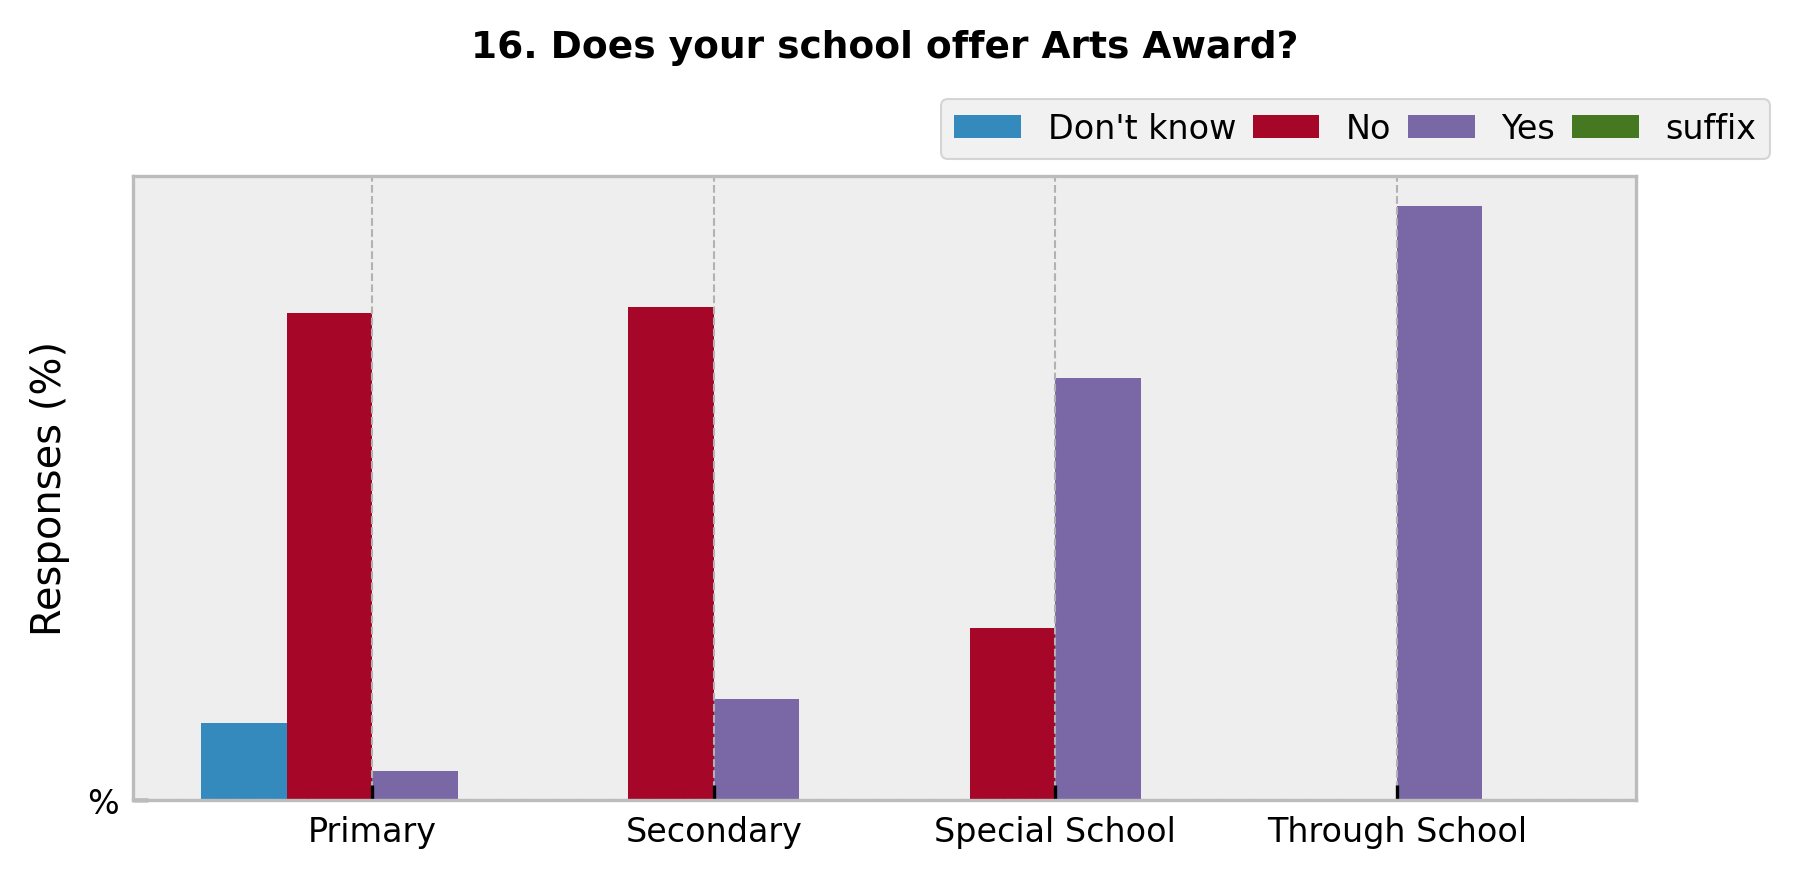 16. Does your school offer Arts Award?
Don't know No Yes suffix
Responses (%)
%
Primary Secondary Special School Through School